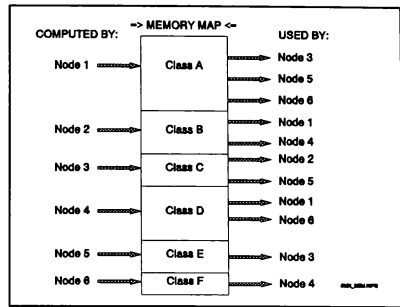 => MEMORY MAP <=
COMPUTED BY:
USED BY:
Node 1
Class A
Node 3
Node 5
Node 6
Node 2
Class B
Node 1
Node 4
Node 3
Class C
Node 2
Node 5
Node 4
Class D
Node 1
Node 6
Node 5
Class E
Node 3
Node 6
Class F
Node 4